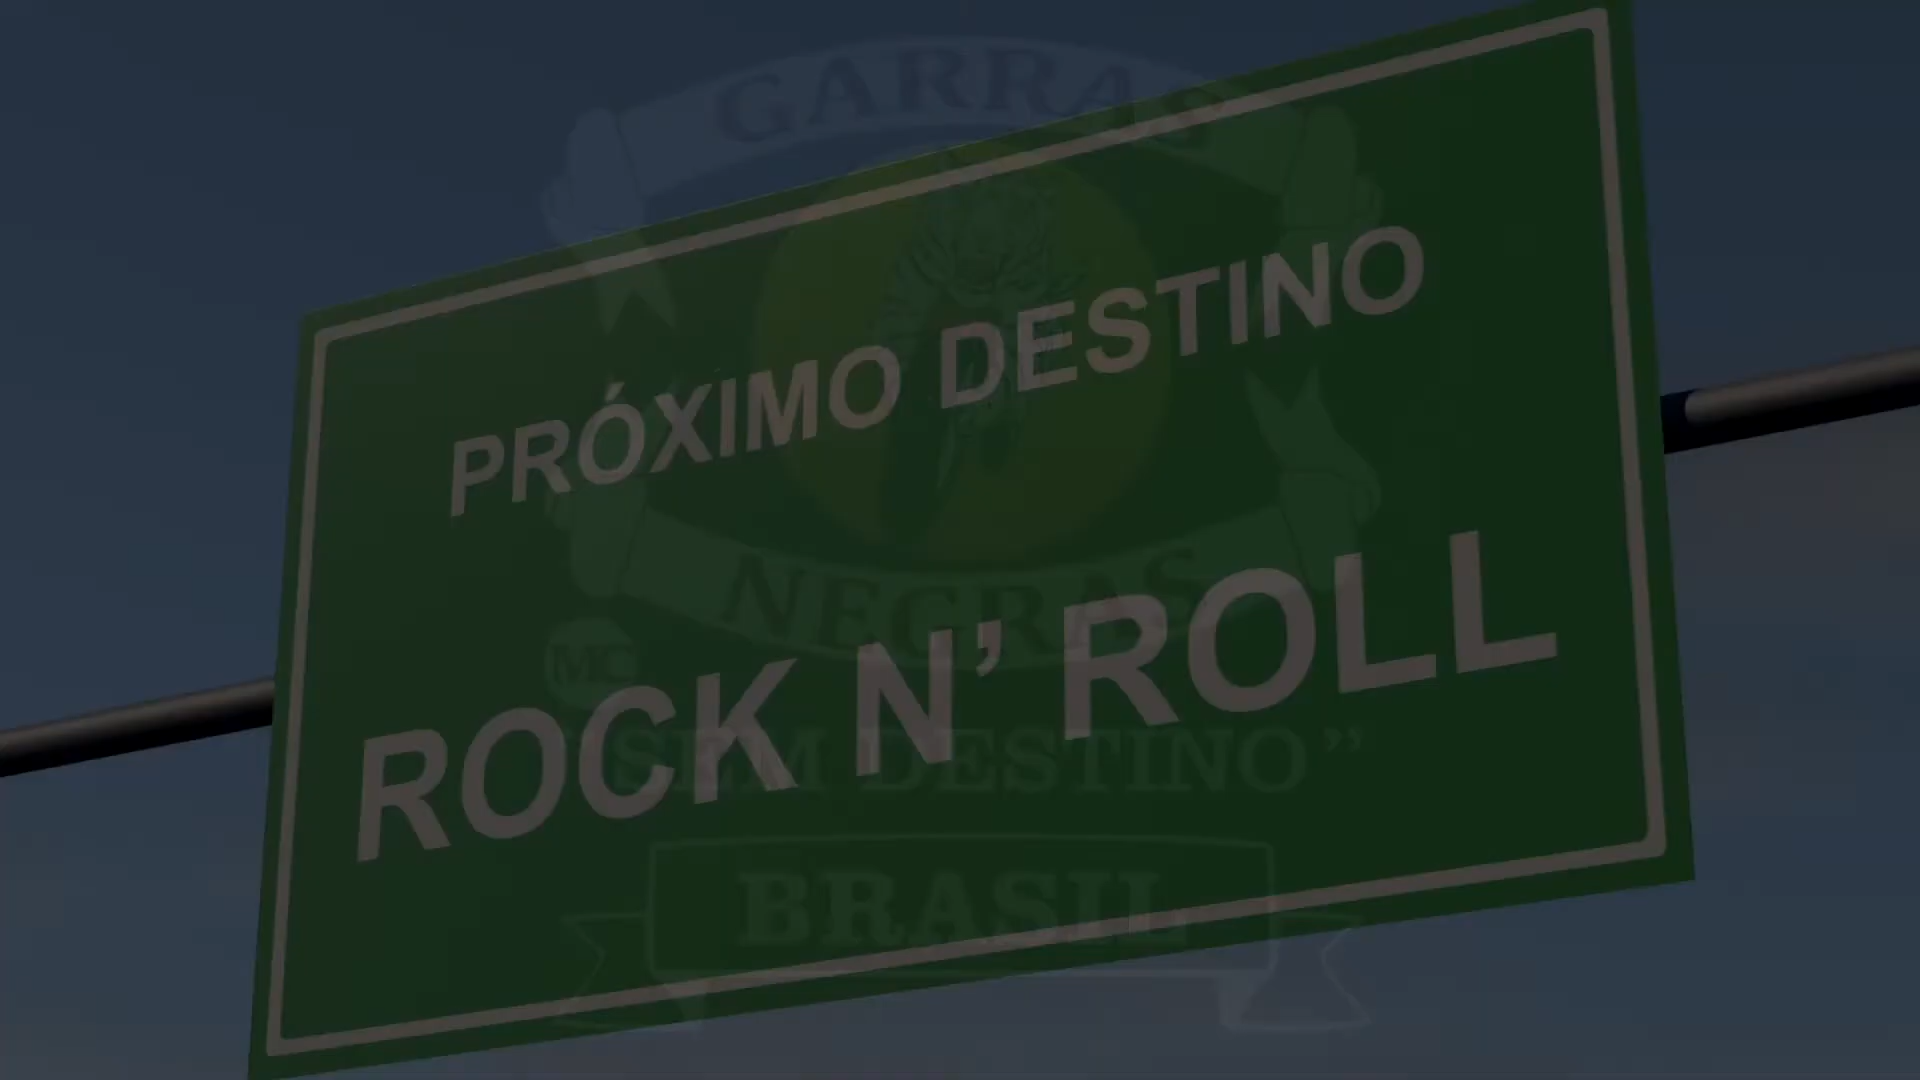 GARRAS
PRÓXIMO DESTINO
NEGRAS
MC
ROCK N’ ROLL
“SEM DESTINO”
BRASIL